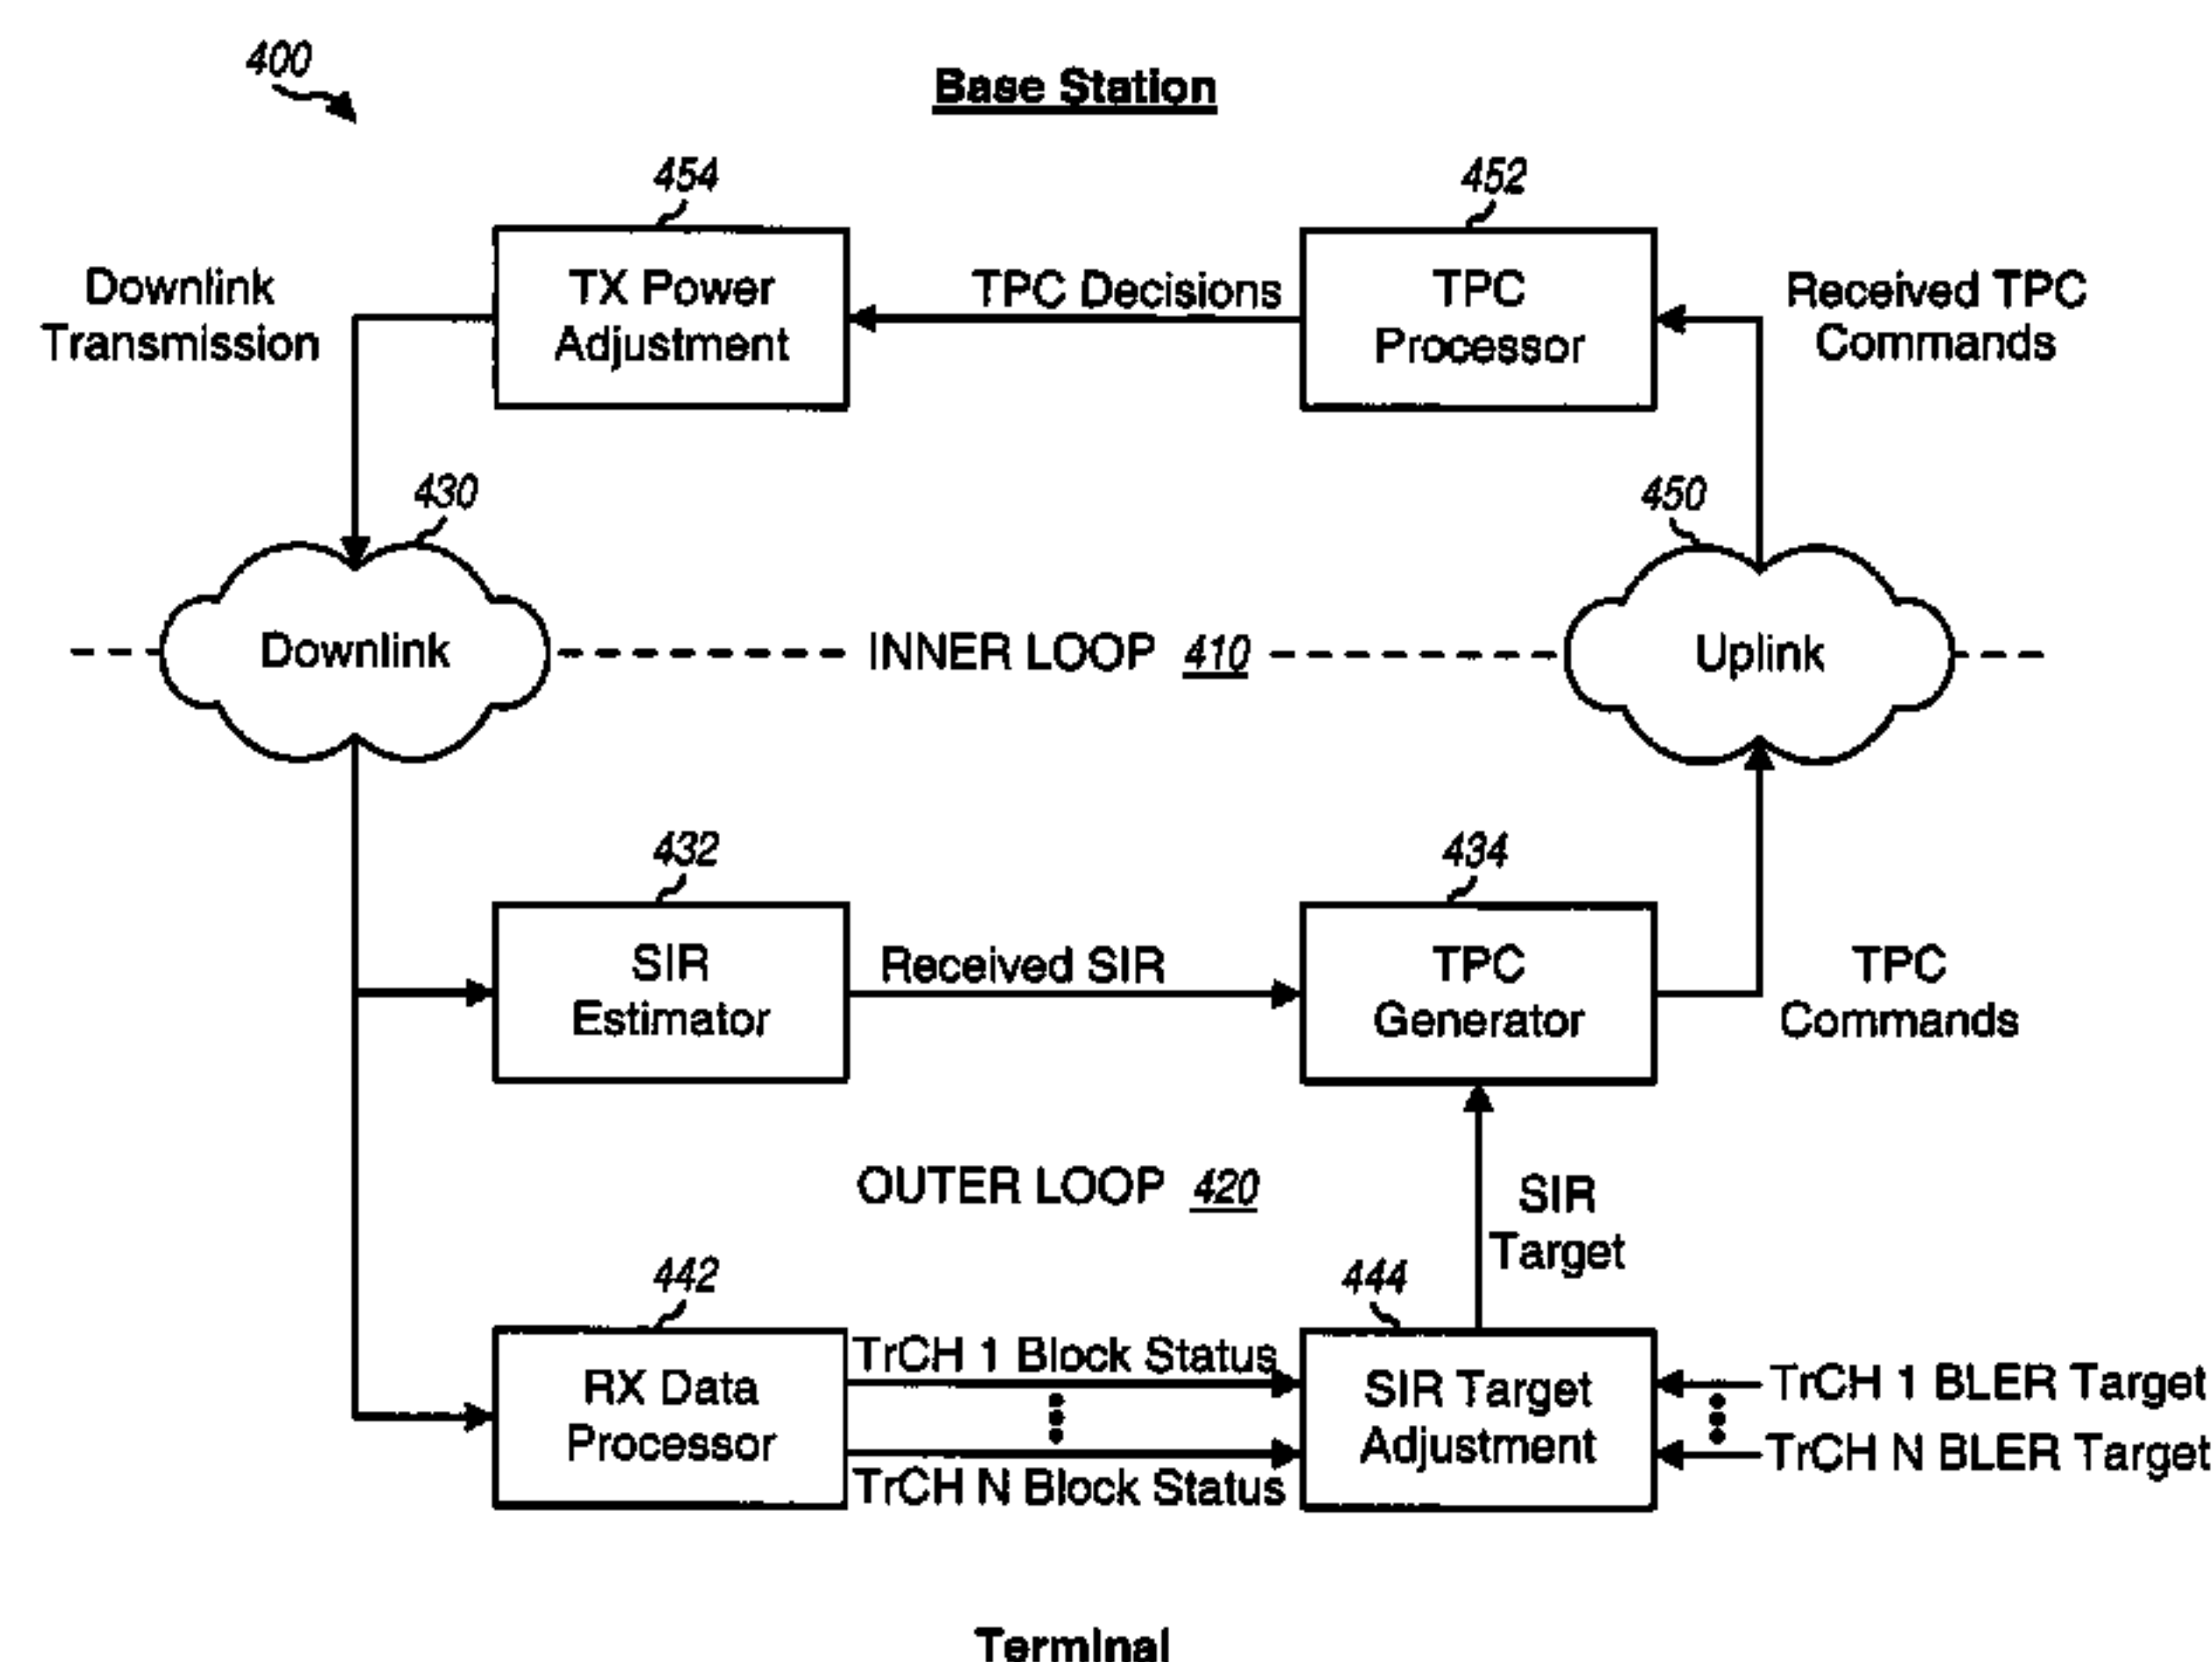 400
Base Station
454
452
Downlink
Transmission
TX Power
Adjustment
TPC Decisions
TPC
Processor
Received TPC
Commands
430
450
Downlink
INNER LOOP 410
Uplink
432
434
SIR
Estimator
Received SIR
TPC
Generator
TPC
Commands
OUTER LOOP 420
SIR
Target
442
444
RX Data
Processor
TrCH 1 Block Status
TrCH N Block Status
SIR Target
Adjustment
TrCH 1 BLER Target
TrCH N BLER Target
Terminal